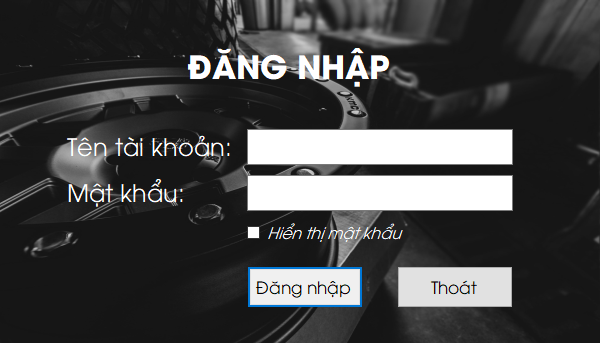 ĐĂNG NHẬP
Tên tài khoản:
Mật khẩu:
Hiển thị mật khẩu
Đăng nhập Thoát